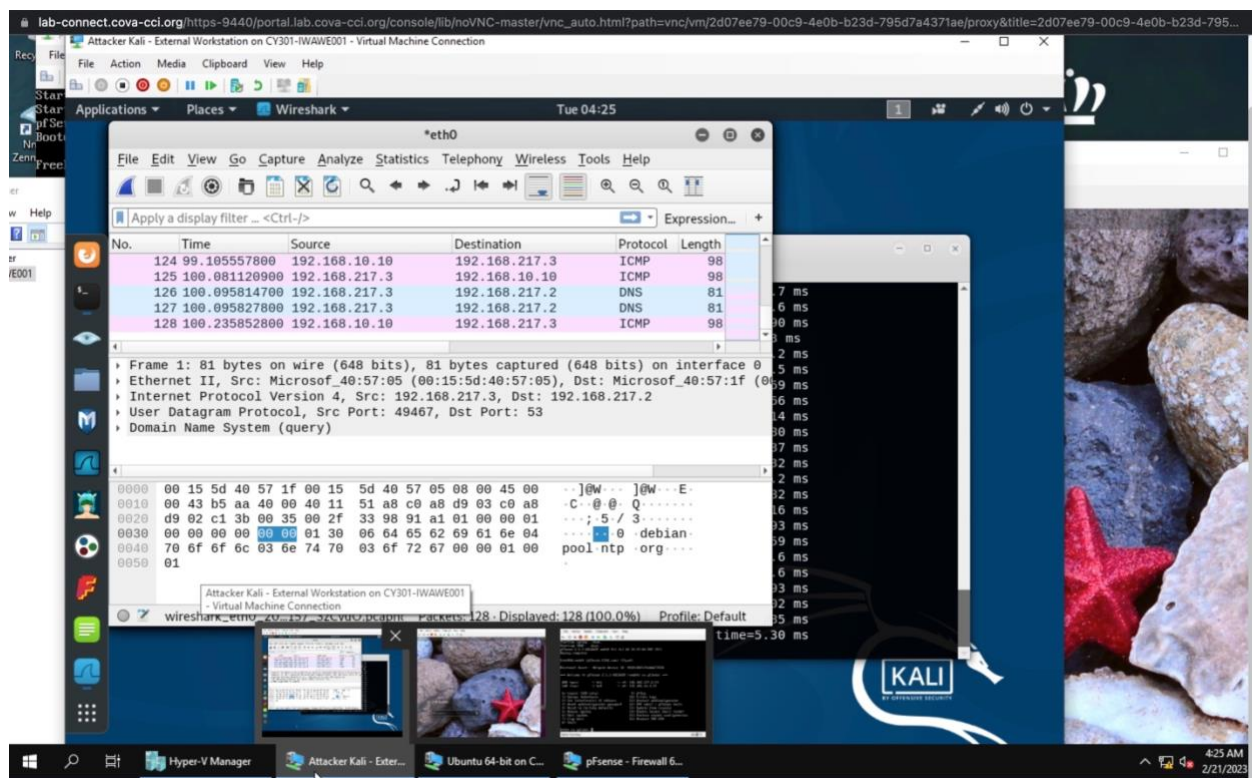 lab-connect.cova-cci.org/https-9440/portal.lab.cova-cci.org/console/lib/noVNC-master/vnc_auto.html?path=vnc/vm/2d07ee79-00c9-4e0b-b23d-795d7a4371ae/proxy&title=2d07ee79-00c9-4e0b-b23d-795...
Attacker Kali - External Workstation on CY301-IWAWE001 - Virtual Machine Connection
File Action Media Clipboard View Help
Applications Places Wireshark Tue 04:25 1
*eth0
File Edit View Go Capture Analyze Statistics Telephony Wireless Tools Help
Apply a display filter ... <Ctrl-/> Expression... +
No. Time Source Destination Protocol Length
124 99.105557800 192.168.10.10 192.168.217.3 ICMP 98
125 100.081120900 192.168.217.3 192.168.10.10 ICMP 98
126 100.095814700 192.168.217.3 192.168.217.2 DNS 81
127 100.095827800 192.168.217.3 192.168.217.2 DNS 81
128 100.235852800 192.168.10.10 192.168.217.3 ICMP 98
Frame 1: 81 bytes on wire (648 bits), 81 bytes captured (648 bits) on interface 0
Ethernet II, Src: Microsof_40:57:05 (00:15:5d:40:57:05), Dst: Microsof_40:57:1f (00
Internet Protocol Version 4, Src: 192.168.217.3, Dst: 192.168.217.2
User Datagram Protocol, Src Port: 49467, Dst Port: 53
Domain Name System (query)
0000 00 15 5d 40 57 1f 00 15 5d 40 57 05 08 00 45 00 ··]@W··· ]@W···E·
0010 00 43 b5 aa 40 00 40 11 51 a8 c0 a8 d9 03 c0 a8 ·C··@·@· Q·······
0020 d9 02 c1 3b 00 35 00 2f 33 98 91 a1 01 00 00 01 ···;·5·/ 3·······
0030 00 00 00 00 00 00 01 30 06 64 65 62 69 61 6e 04 ·······0 ·debian·
0040 70 6f 6f 6c 03 6e 74 70 03 6f 72 67 00 00 01 00 pool·ntp ·org····
0050 01 ·
Attacker Kali - External Workstation on CY301-IWAWE001
- Virtual Machine Connection
Packets: 128 · Displayed: 128 (100.0%) Profile: Default
time=5.30 ms
KALI
BY OFFENSIVE SECURITY
Hyper-V Manager Attacker Kali - Exter... Ubuntu 64-bit on C... pfSense - Firewall 6... 4:25 AM
2/21/2023